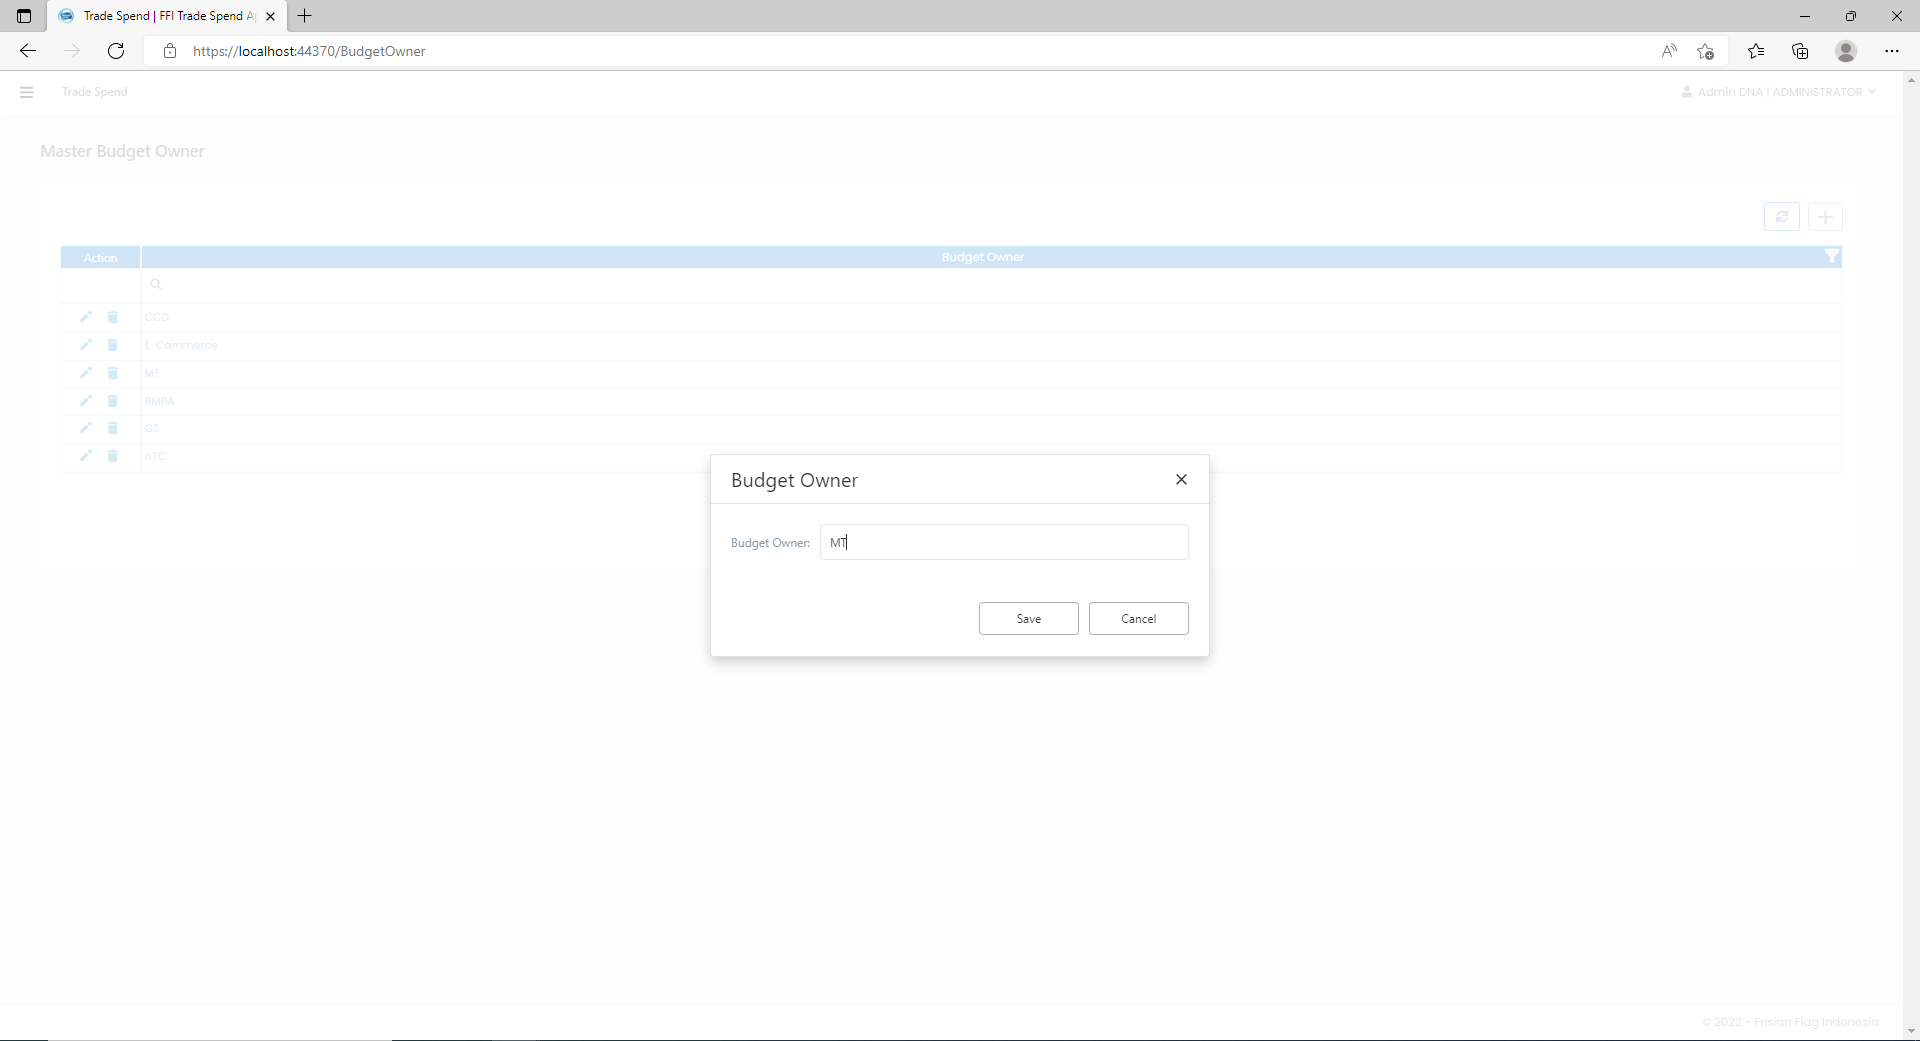 Trade Spend | FFI Trade Spend A
https://localhost:44370/BudgetOwner
Trade Spend
Admin DNA | ADMINISTRATOR
Master Budget Owner
Action
Budget Owner
CCD
E-Commerce
MT
BMPA
GT
ATC
Budget Owner
Budget Owner:
MT
Save
Cancel
© 2022 - Frisian Flag Indonesia